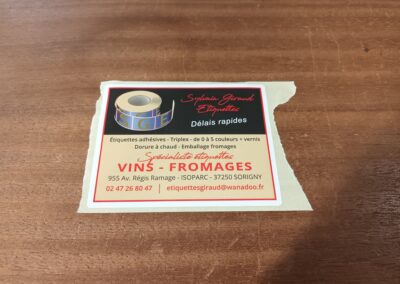 Sylvain Giraud
Etiquettes
Délais rapides
Étiquettes adhésives - Triplex - de 0 à 5 couleurs + vernis
Dorure à chaud - Emballage fromages
Spécialiste étiquettes
VINS - FROMAGES
955 Av. Régis Ramage - ISOPARC - 37250 SORIGNY
02 47 26 80 47 | etiquettesgiraud@wanadoo.fr